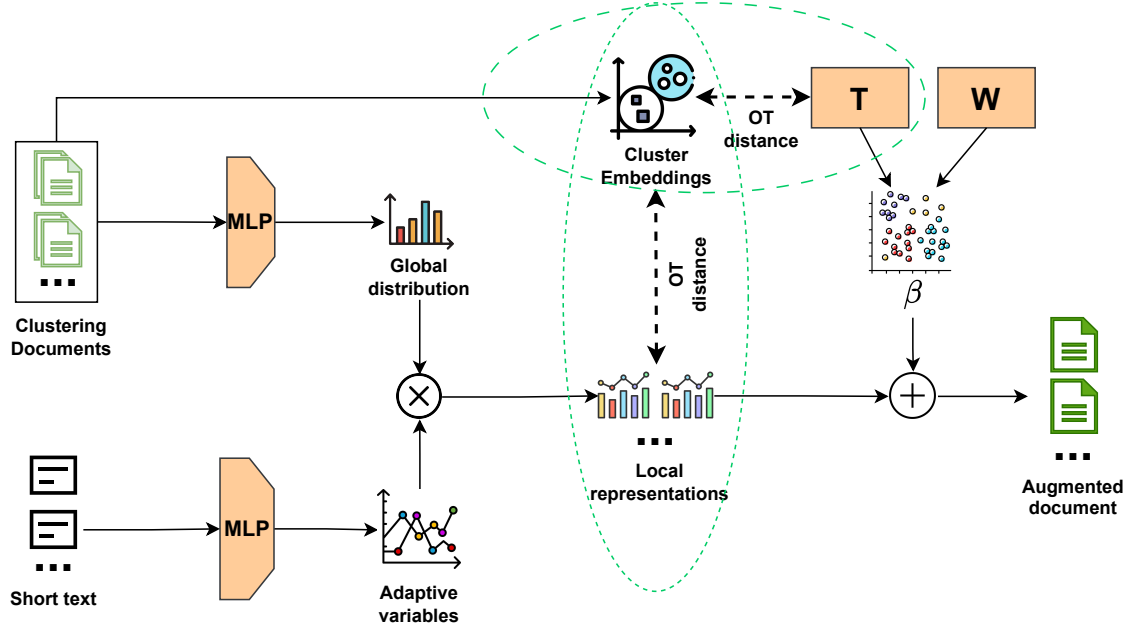 T
W
OT
distance
Cluster
Embeddings
MLP
Global
distribution
OT
distance
β
Clustering
Documents
Local
representations
MLP
Augmented
document
Short text
Adaptive
variables